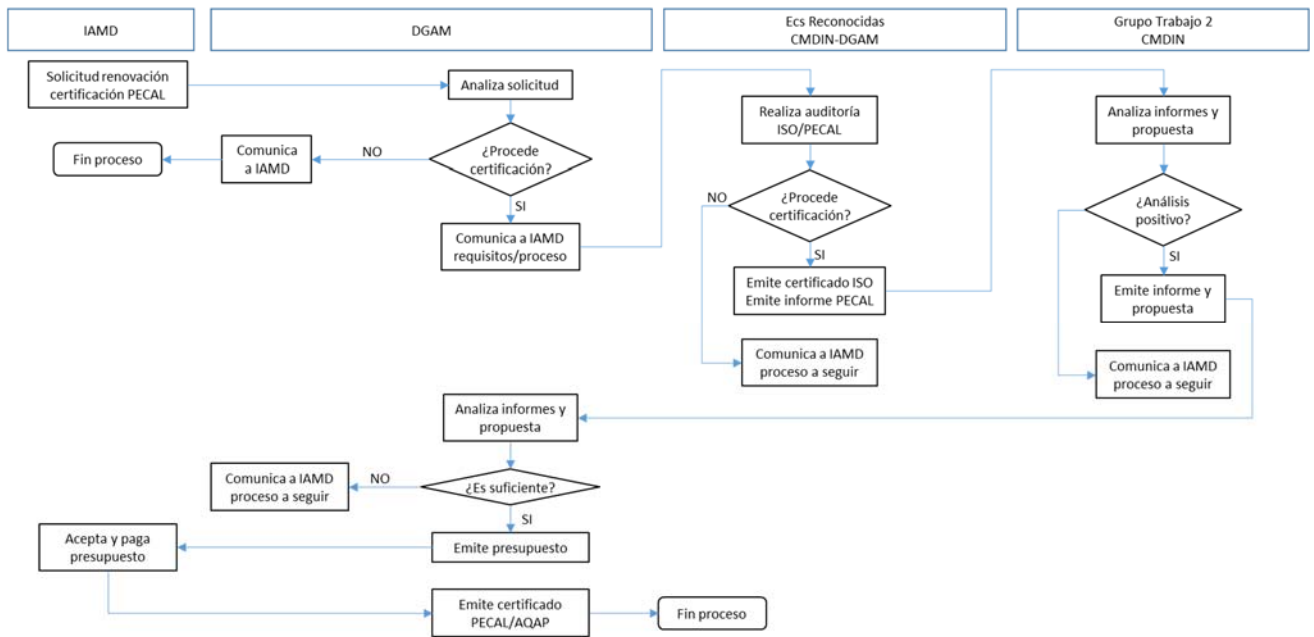 IAMD
DGAM
Ecs Reconocidas
CMDIN-DGAM
Grupo Trabajo 2
CMDIN
Solicitud renovación
certificación PECAL
Analiza solicitud
Realiza auditoría
ISO/PECAL
Analiza informes y
propuesta
Fin proceso
Comunica
a IAMD
NO
¿Procede
certificación?
SI
NO
¿Procede
certificación?
SI
¿Análisis
positivo?
SI
Comunica a IAMD
requisitos/proceso
Emite certificado ISO
Emite informe PECAL
Emite informe y
propuesta
Comunica a IAMD
proceso a seguir
Comunica a IAMD
proceso a seguir
Analiza informes y
propuesta
Comunica a IAMD
proceso a seguir
NO
¿Es suficiente?
SI
Acepta y paga
presupuesto
Emite presupuesto
Emite certificado
PECAL/AQAP
Fin proceso